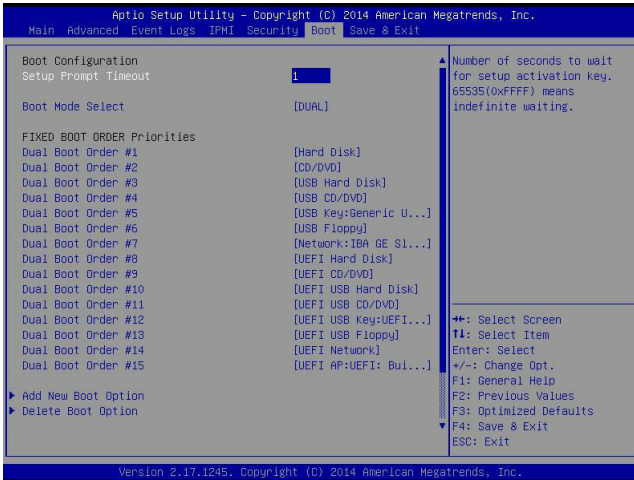 Aptio Setup Utility – Copyright (C) 2014 American Megatrends, Inc.
Main Advanced Event Logs IPMI Security Boot Save & Exit
Boot Configuration
Setup Prompt Timeout 1
Boot Mode Select [DUAL]
FIXED BOOT ORDER Priorities
Dual Boot Order #1 [Hard Disk]
Dual Boot Order #2 [CD/DVD]
Dual Boot Order #3 [USB Hard Disk]
Dual Boot Order #4 [USB CD/DVD]
Dual Boot Order #5 [USB Key:Generic U...]
Dual Boot Order #6 [USB Floppy]
Dual Boot Order #7 [Network:IBA GE Sl...]
Dual Boot Order #8 [UEFI Hard Disk]
Dual Boot Order #9 [UEFI CD/DVD]
Dual Boot Order #10 [UEFI USB Hard Disk]
Dual Boot Order #11 [UEFI USB CD/DVD]
Dual Boot Order #12 [UEFI USB Key:UEFI...]
Dual Boot Order #13 [UEFI USB Floppy]
Dual Boot Order #14 [UEFI Network]
Dual Boot Order #15 [UEFI AP:UEFI: Bui...]
Add New Boot Option
Delete Boot Option
Number of seconds to wait
for setup activation key.
65535(0xFFFF) means
indefinite waiting.
→←: Select Screen
↑↓: Select Item
Enter: Select
+/-: Change Opt.
F1: General Help
F2: Previous Values
F3: Optimized Defaults
F4: Save & Exit
ESC: Exit
Version 2.17.1245. Copyright (C) 2014 American Megatrends, Inc.